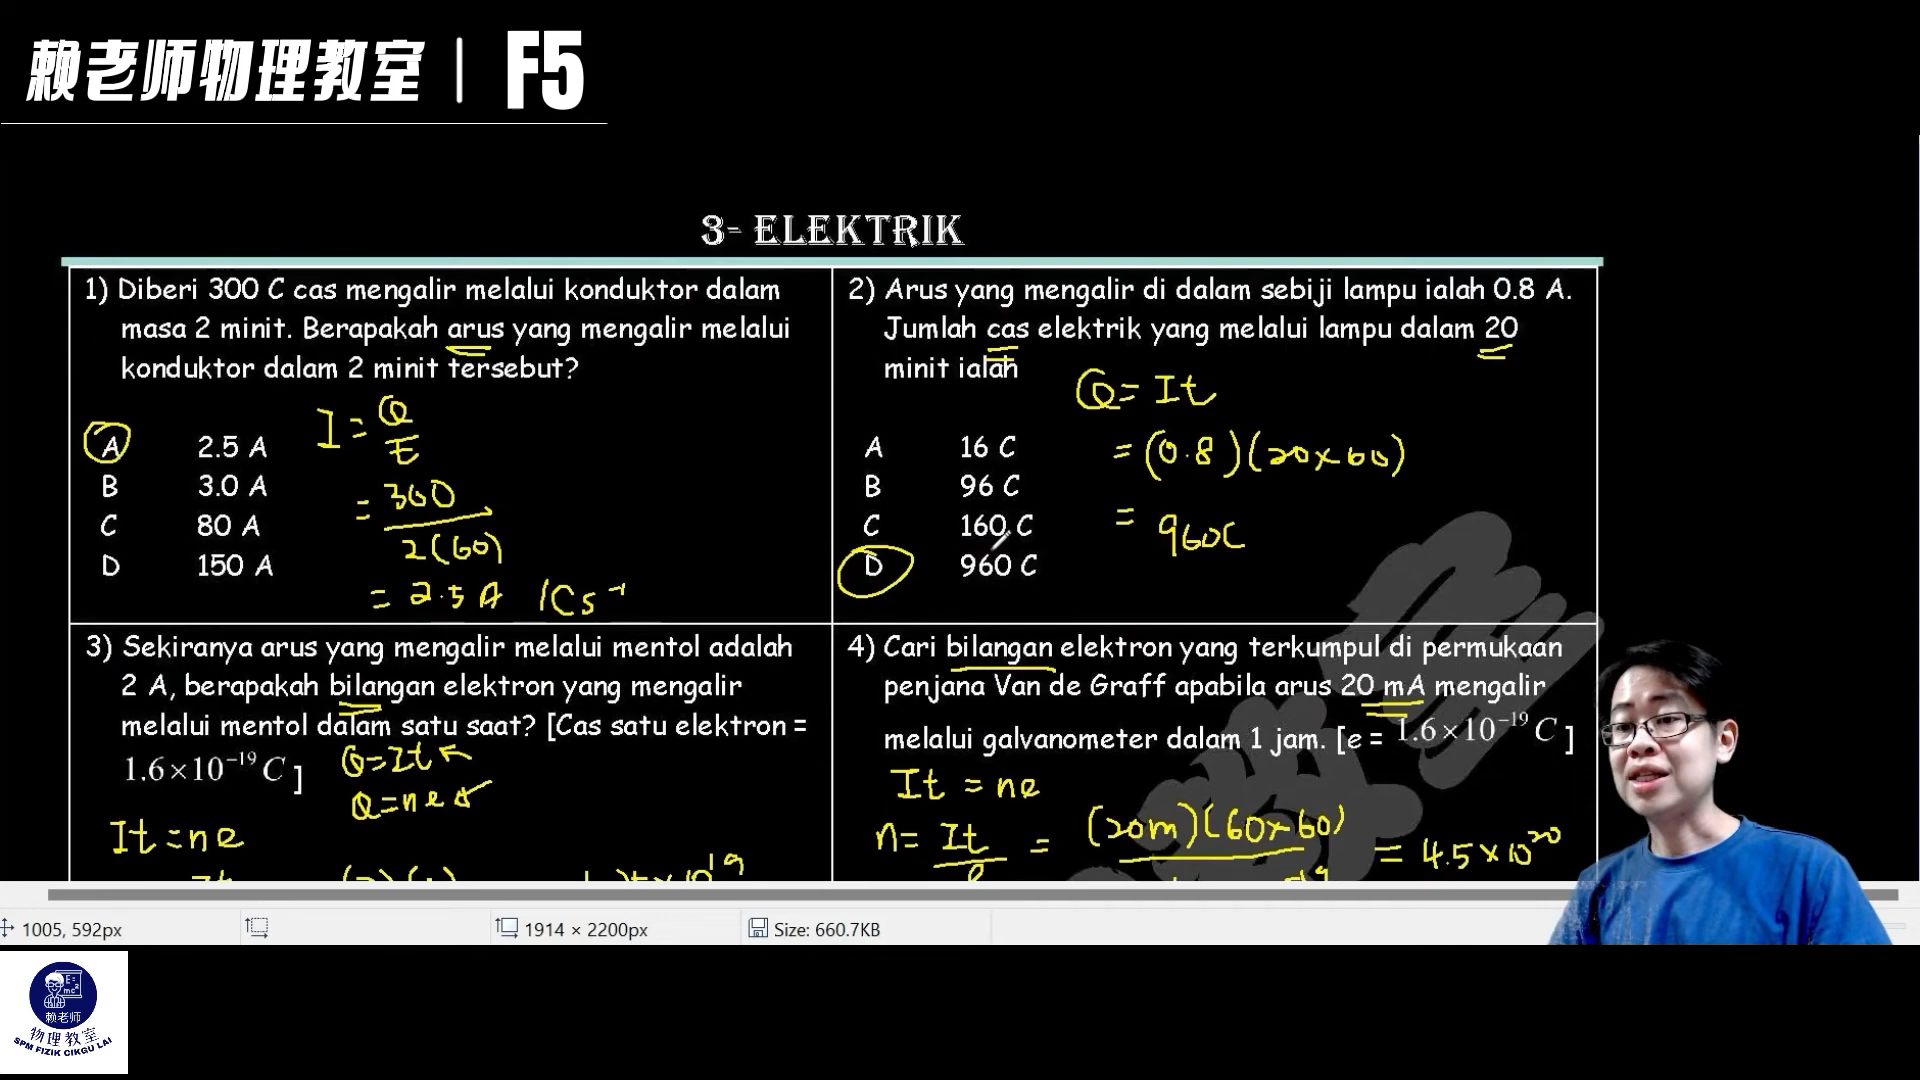 赖老师物理教室 | F5
3- ELEKTRIK
1) Diberi 300 C cas mengalir melalui konduktor dalam
masa 2 minit. Berapakah arus yang mengalir melalui
konduktor dalam 2 minit tersebut?
I = Q/t
A 2.5 A
B 3.0 A
= 300/2(60)
C 80 A
D 150 A
= 2.5 A /Cs⁻¹
2) Arus yang mengalir di dalam sebiji lampu ialah 0.8 A.
Jumlah cas elektrik yang melalui lampu dalam 20
minit ialah
Q = It
A 16 C
= (0.8)(20×60)
B 96 C
C 160 C
= 960C
D 960 C
3) Sekiranya arus yang mengalir melalui mentol adalah
2 A, berapakah bilangan elektron yang mengalir
melalui mentol dalam satu saat? [Cas satu elektron =
1.6×10⁻¹⁹ C ]
Q=It
Q=ne
It = ne
4) Cari bilangan elektron yang terkumpul di permukaan
penjana Van de Graff apabila arus 20 mA mengalir
melalui galvanometer dalam 1 jam. [e = 1.6×10⁻¹⁹ C ]
It = ne
n = It/e = (20m)(60×60) = 4.5×10²⁰
1005, 592px
1914 × 2200px
Size: 660.7KB
E=
mc²
赖老师
物理教室
SPM FIZIK CIKGU LAI